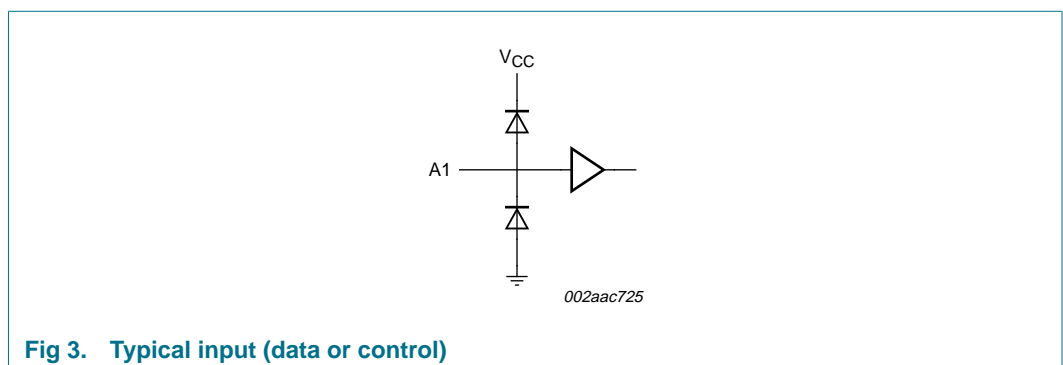 VCC
A1
002aac725
Fig 3. Typical input (data or control)